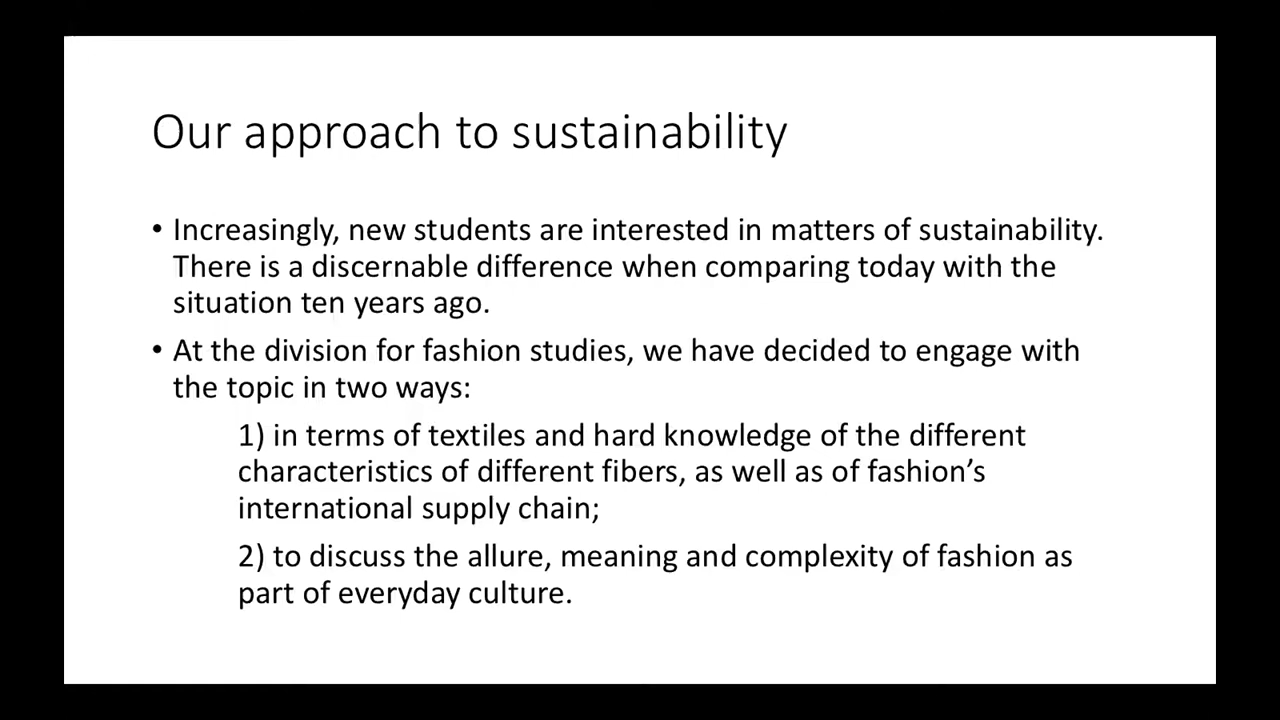 Our approach to sustainability
• Increasingly, new students are interested in matters of sustainability.
There is a discernable difference when comparing today with the
situation ten years ago.
• At the division for fashion studies, we have decided to engage with
the topic in two ways:
1) in terms of textiles and hard knowledge of the different
characteristics of different fibers, as well as of fashion’s
international supply chain;
2) to discuss the allure, meaning and complexity of fashion as
part of everyday culture.